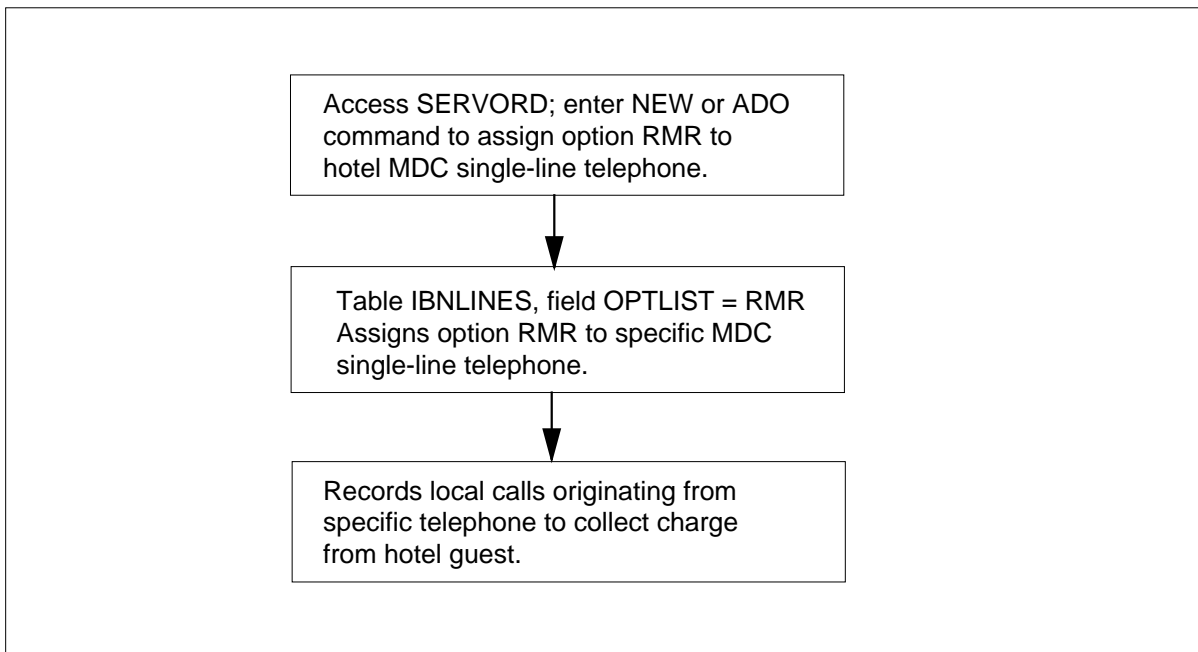 Access SERVORD; enter NEW or ADO
command to assign option RMR to
hotel MDC single-line telephone.
Table IBNLINES, field OPTLIST = RMR
Assigns option RMR to specific MDC
single-line telephone.
Records local calls originating from
specific telephone to collect charge
from hotel guest.